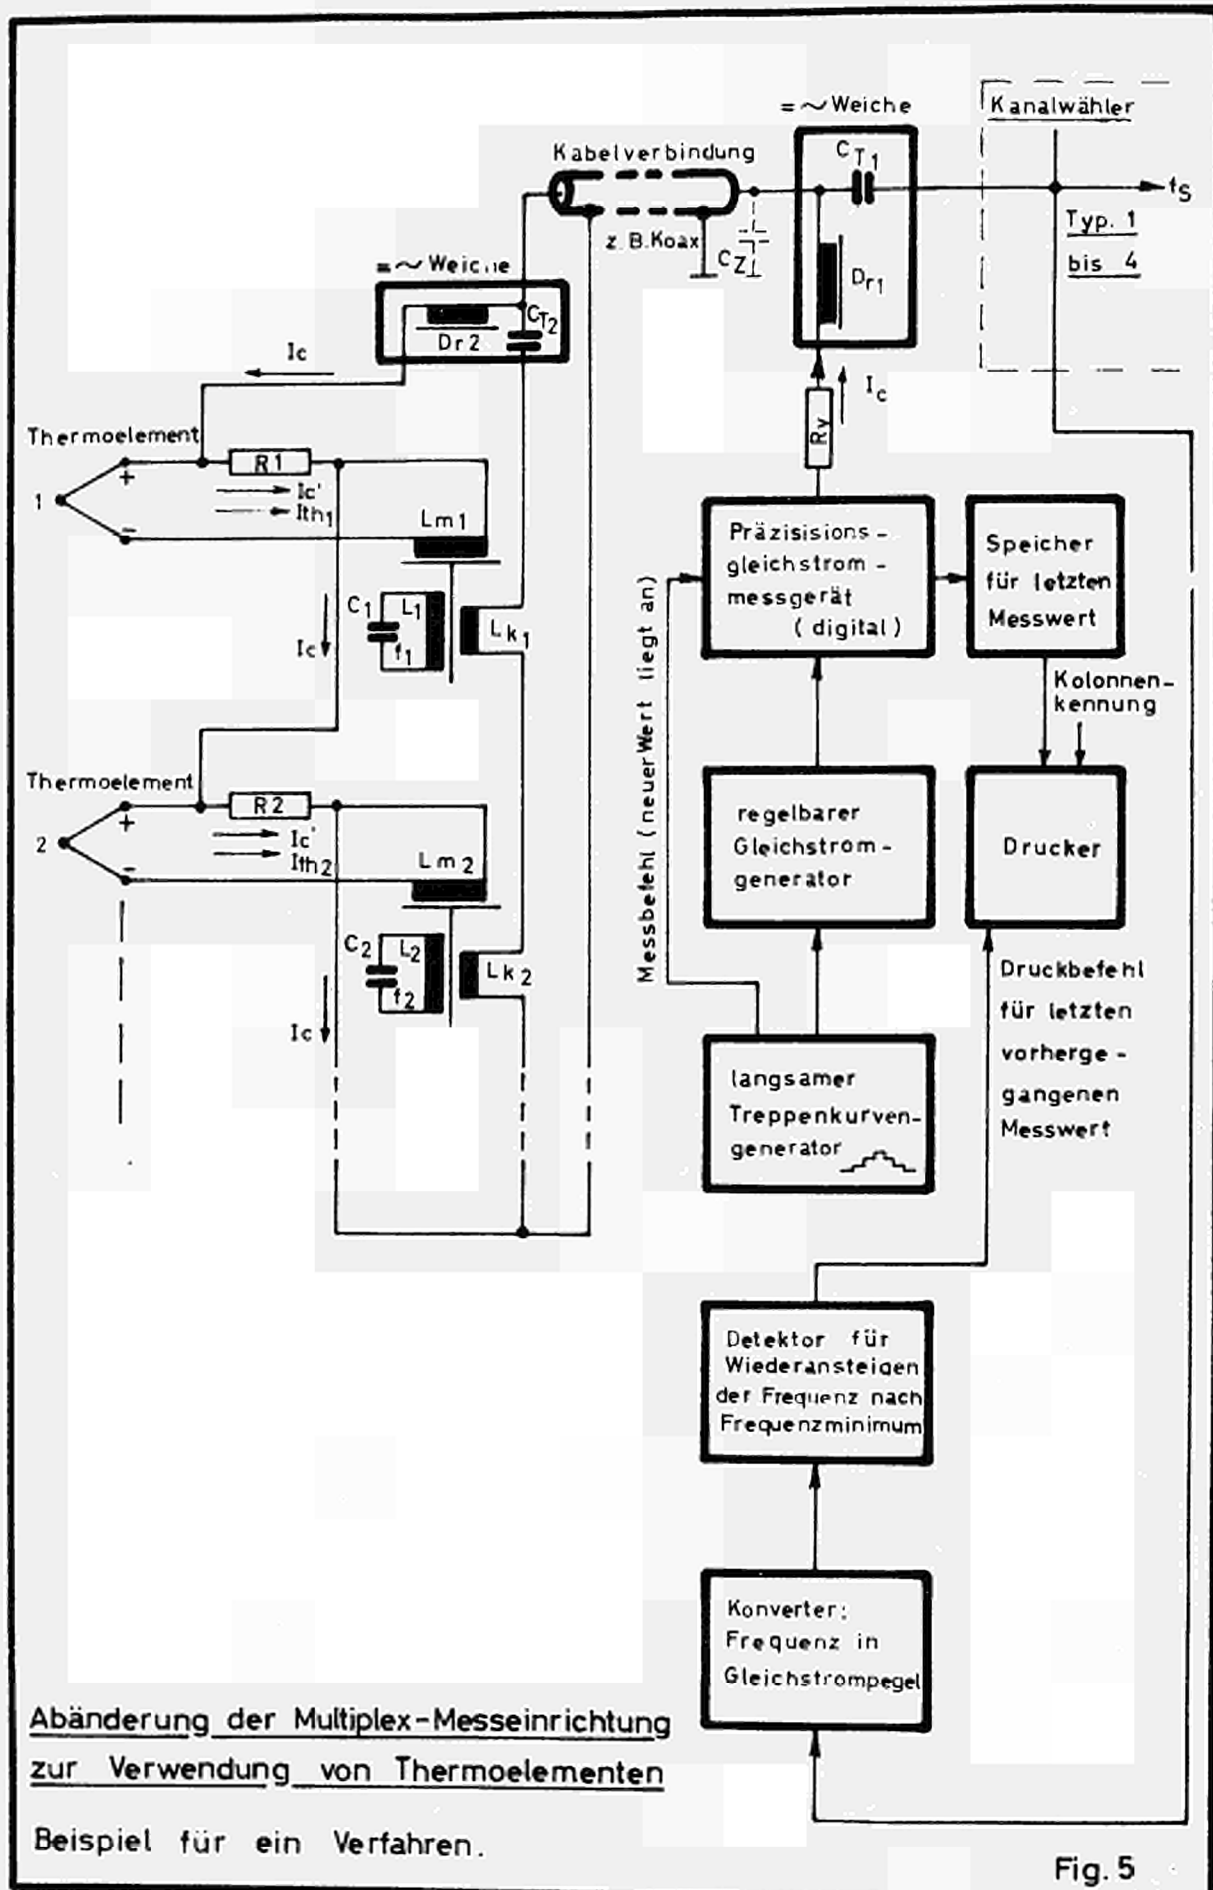 = ~ Weiche
Kanalwähler
Kabelverbindung
CT1
fS
z. B. Koax
CZ
Typ. 1
bis 4
Dr1
= ~ Weiche
CT2
Dr2
Ic
Ic
Rv
Thermoelement
+
R1
1
Ic'
Ith1
-
Lm1
C1
L1
f1
Lk1
Ic
Präzisions-
gleichstrom-
messgerät
( digital )
Speicher
für letzten
Messwert
Messbefehl (neuer Wert liegt an)
Kolonnen-
kennung
Thermoelement
+
R2
2
Ic'
Ith2
-
Lm2
C2
L2
f2
Lk2
Ic
regelbarer
Gleichstrom-
generator
Drucker
Druckbefehl
für letzten
vorherge-
gangenen
Messwert
langsamer
Treppenkurven-
generator
Detektor für
Wiederansteigen
der Frequenz nach
Frequenzminimum
Konverter:
Frequenz in
Gleichstrompegel
Abänderung der Multiplex-Messeinrichtung
zur Verwendung von Thermoelementen
Beispiel für ein Verfahren.
Fig. 5